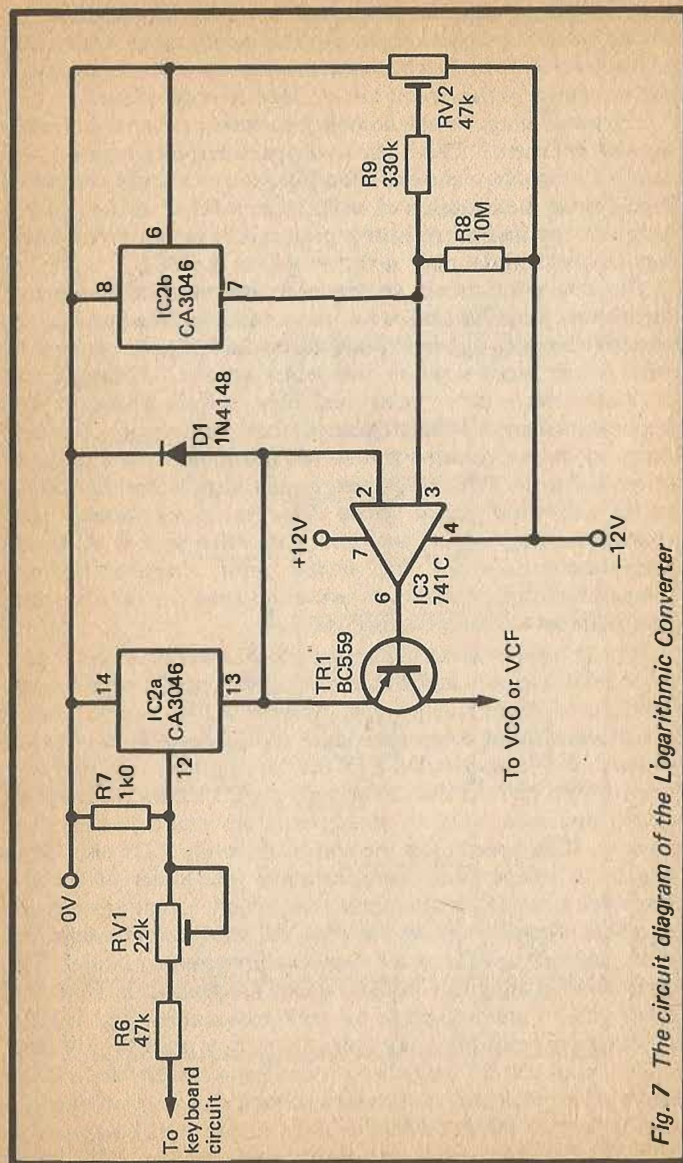 0V
R7
1k0
14
IC2a
CA3046
12
13
To
keyboard
circuit
R6
47k
RV1
22k
D1
1N4148
8
IC2b
CA3046
6
7
TR1
BC559
6
+12V
7
2
3
4
IC3
741C
R9
330k
R8
10M
RV2
47k
To VCO or VCF
–12V
Fig. 7 The circuit diagram of the Logarithmic Converter